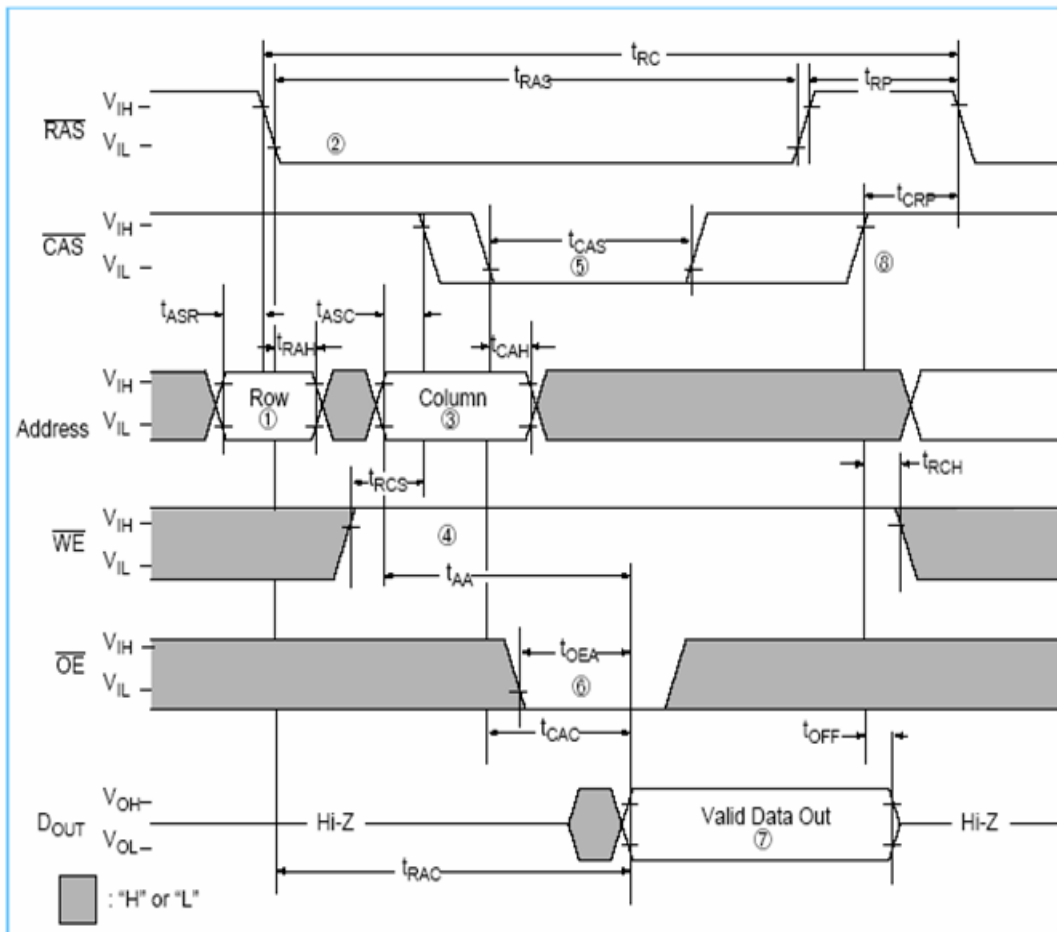 tRC
tRAS
tRP
VIH
RAS
VIL
②
tCRP
VIH
CAS
VIL
tCAS
⑤
⑧
tASR
tASC
tRAH
tCAH
VIH
Address
VIL
Row
①
Column
③
tRCS
tRCH
VIH
WE
VIL
④
tAA
VIH
OE
VIL
tOEA
⑥
tCAC
tOFF
VOH
DOUT
VOL
Hi-Z
Valid Data Out
⑦
Hi-Z
tRAC
: "H" or "L"